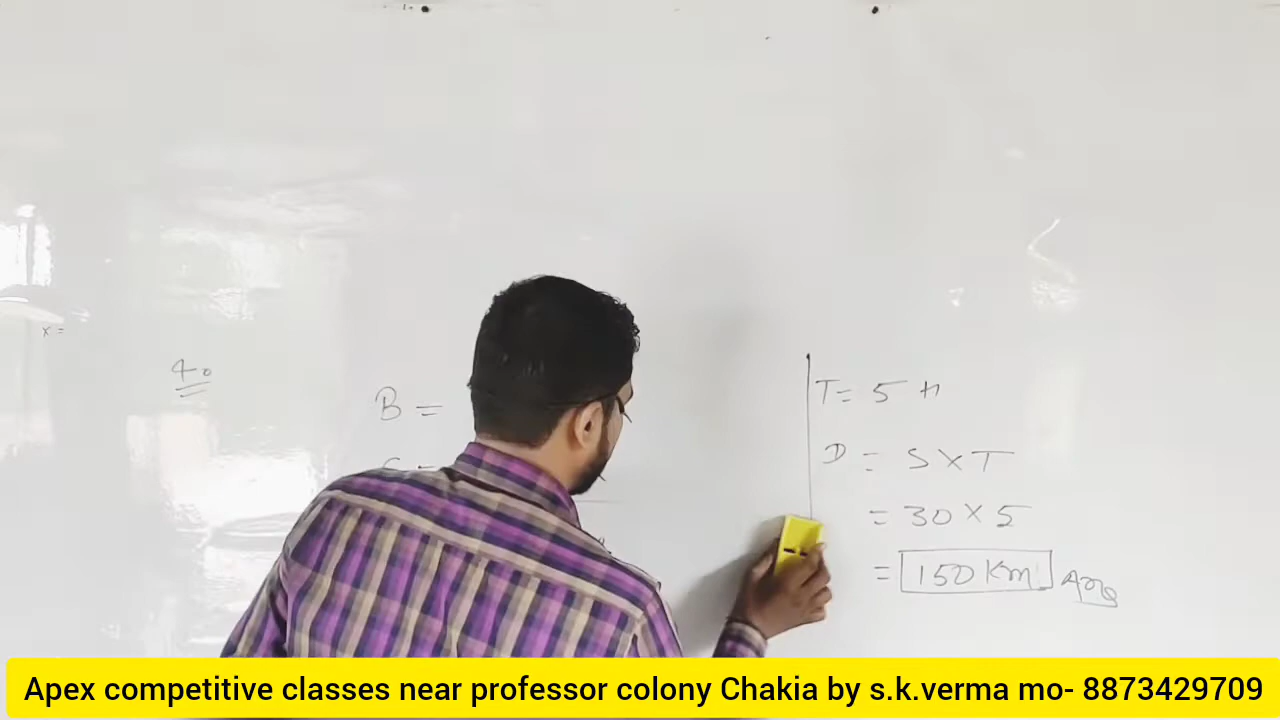 x =
40
B =
T = 5 h
D = S × T
= 30 × 5
= 150 Km Ans
Apex competitive classes near professor colony Chakia by s.k.verma mo- 8873429709